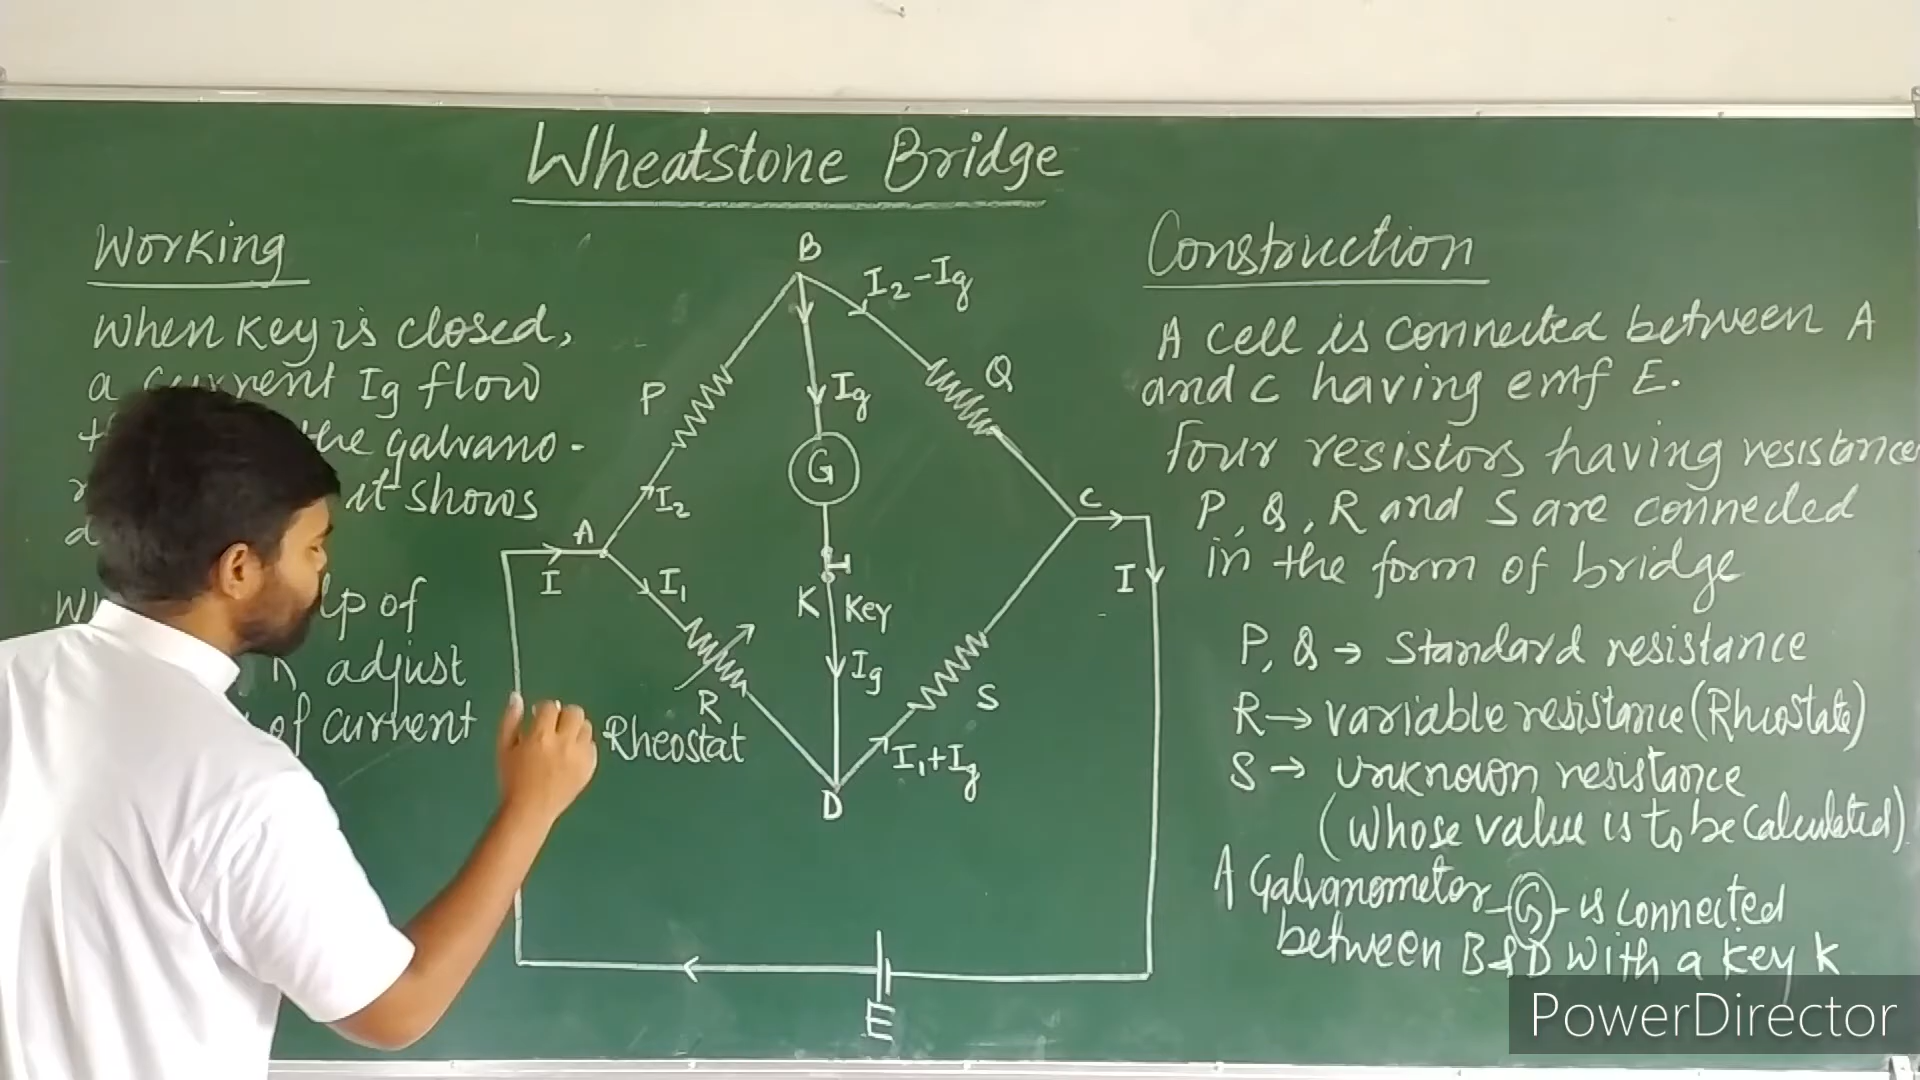 Wheatstone Bridge
Working
When Key is closed,
a current Ig flow
the galvano-
it shows
lp of
adjust
of current
B
I₂-Ig
P
Q
Ig
G
I₂
A
I
I₁
K Key
Ig
R
Rheostat
S
I₁+Ig
D
C
I
E
Construction
A cell is connected between A
and C having emf E.
Four resistors having resistance
P, Q, R and S are connected
in the form of bridge
P, Q → Standard resistance
R → variable resistance (Rheostate)
S → unknown resistance
(whose value is to be Calculated)
A Galvanometer -G- is connected
between B & D with a key K
PowerDirector